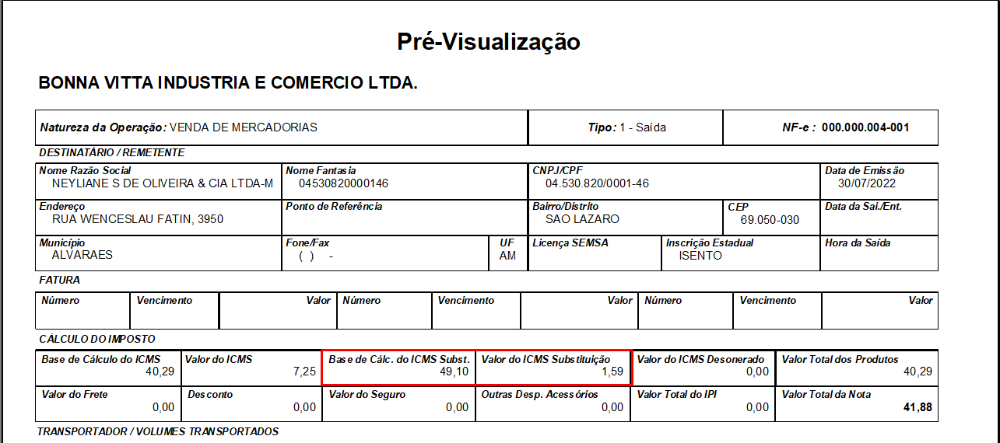 Pré-Visualização
BONNA VITTA INDUSTRIA E COMERCIO LTDA.
Natureza da Operação: VENDA DE MERCADORIAS Tipo: 1 - Saída NF-e : 000.000.004-001
DESTINATÁRIO / REMETENTE
Nome Razão Social Nome Fantasia CNPJ/CPF Data de Emissão
NEYLIANE S DE OLIVEIRA & CIA LTDA-M 04530820000146 04.530.820/0001-46 30/07/2022
Endereço Ponto de Referência Bairro/Distrito CEP Data da Sai./Ent.
RUA WENCESLAU FATIN, 3950 SAO LAZARO 69.050-030
Município Fone/Fax UF Licença SEMSA Inscrição Estadual Hora da Saída
ALVARAES ( ) - AM ISENTO
FATURA
Número Vencimento Valor Número Vencimento Valor Número Vencimento Valor
CÁLCULO DO IMPOSTO
Base de Cálculo do ICMS Valor do ICMS Base de Cálc. do ICMS Subst. Valor do ICMS Substituição Valor do ICMS Desonerado Valor Total dos Produtos
40,29 7,25 49,10 1,59 0,00 40,29
Valor do Frete Desconto Valor do Seguro Outras Desp. Acessórios Valor Total do IPI Valor Total da Nota
0,00 0,00 0,00 0,00 0,00 41,88
TRANSPORTADOR / VOLUMES TRANSPORTADOS